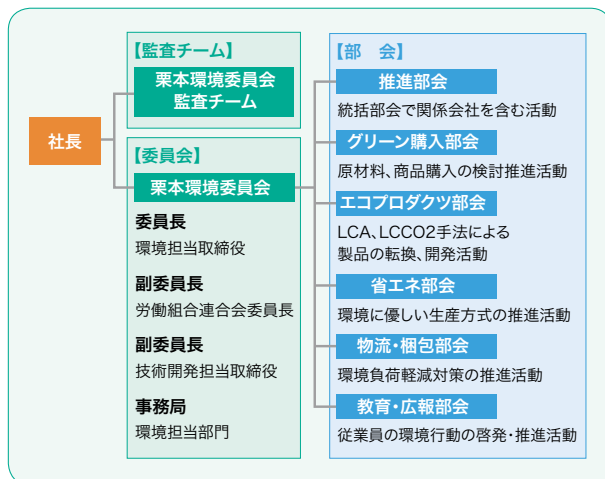 社長
【監査チーム】
栗本環境委員会
監査チーム
【委員会】
栗本環境委員会
委員長
環境担当取締役
副委員長
労働組合連合会委員長
副委員長
技術開発担当取締役
事務局
環境担当部門
【部　会】
推進部会
統括部会で関係会社を含む活動
グリーン購入部会
原材料、商品購入の検討推進活動
エコプロダクツ部会
LCA、LCCO2手法による
製品の転換、開発活動
省エネ部会
環境に優しい生産方式の推進活動
物流・梱包部会
環境負荷軽減対策の推進活動
教育・広報部会
従業員の環境行動の啓発・推進活動